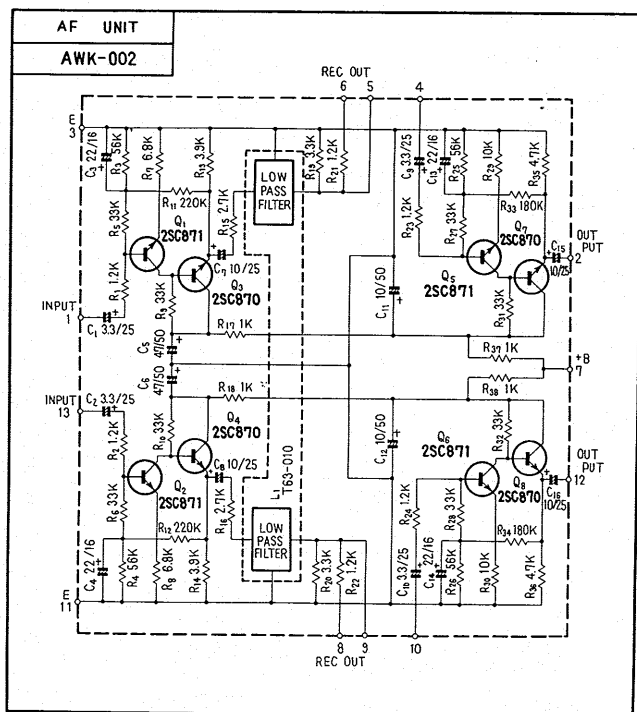 AF UNIT
AWK-002
REC OUT
6 5 4
E
3
C3 22/16
R3 56K
R7 6.8K
R13 3.9K
R11 220K
R5 33K
Q1
2SC871
R1 1.2K
INPUT
1
C1 3.3/25
R9 33K
C7 10/25
Q3
2SC870
R15 2.7K
LOW
PASS
FILTER
R19 3.3K
R21 1.2K
C9 3.3/25
C13 22/16
R25 56K
R29 10K
R35 4.7K
R33 180K
R23 1.2K
R27 33K
Q7
2SC870
Q5
2SC871
C15
10/25
OUT
PUT
2
C11 10/50
R31 33K
R17 1K
C5
47/50
C6
47/50
R37 1K
+B
7
R38 1K
INPUT
13
C2 3.3/25
R18 1K
R2 1.2K
R10 33K
Q4
2SC870
C8
10/25
R6 33K
Q2
2SC871
R12 220K
R16 2.7K
L1
T63-010
LOW
PASS
FILTER
C12 10/50
Q6
2SC871
R32 33K
Q8
2SC870
OUT
PUT
12
C16
10/25
R24 1.2K
R28 33K
R34 180K
C4 22/16
R4 56K
R8 6.8K
R14 3.9K
R20 3.3K
R22 1.2K
C10 3.3/25
C14 22/16
R26 56K
R30 10K
R36 4.7K
E
11
8 9 10
REC OUT